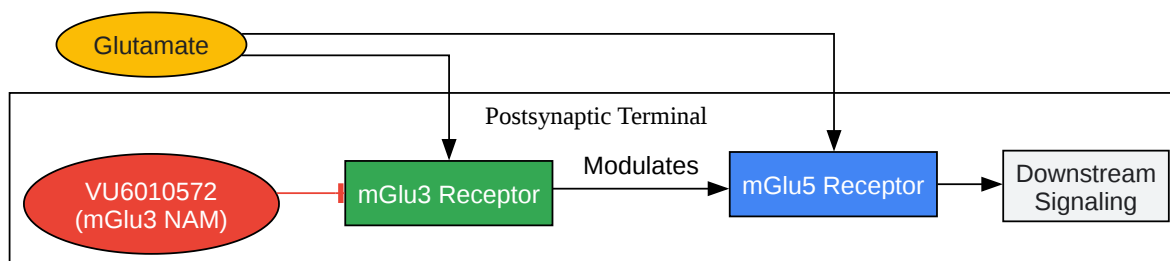 Glutamate
Postsynaptic Terminal
VU6010572
(mGlu3 NAM)
mGlu3 Receptor
Modulates
mGlu5 Receptor
Downstream
Signaling